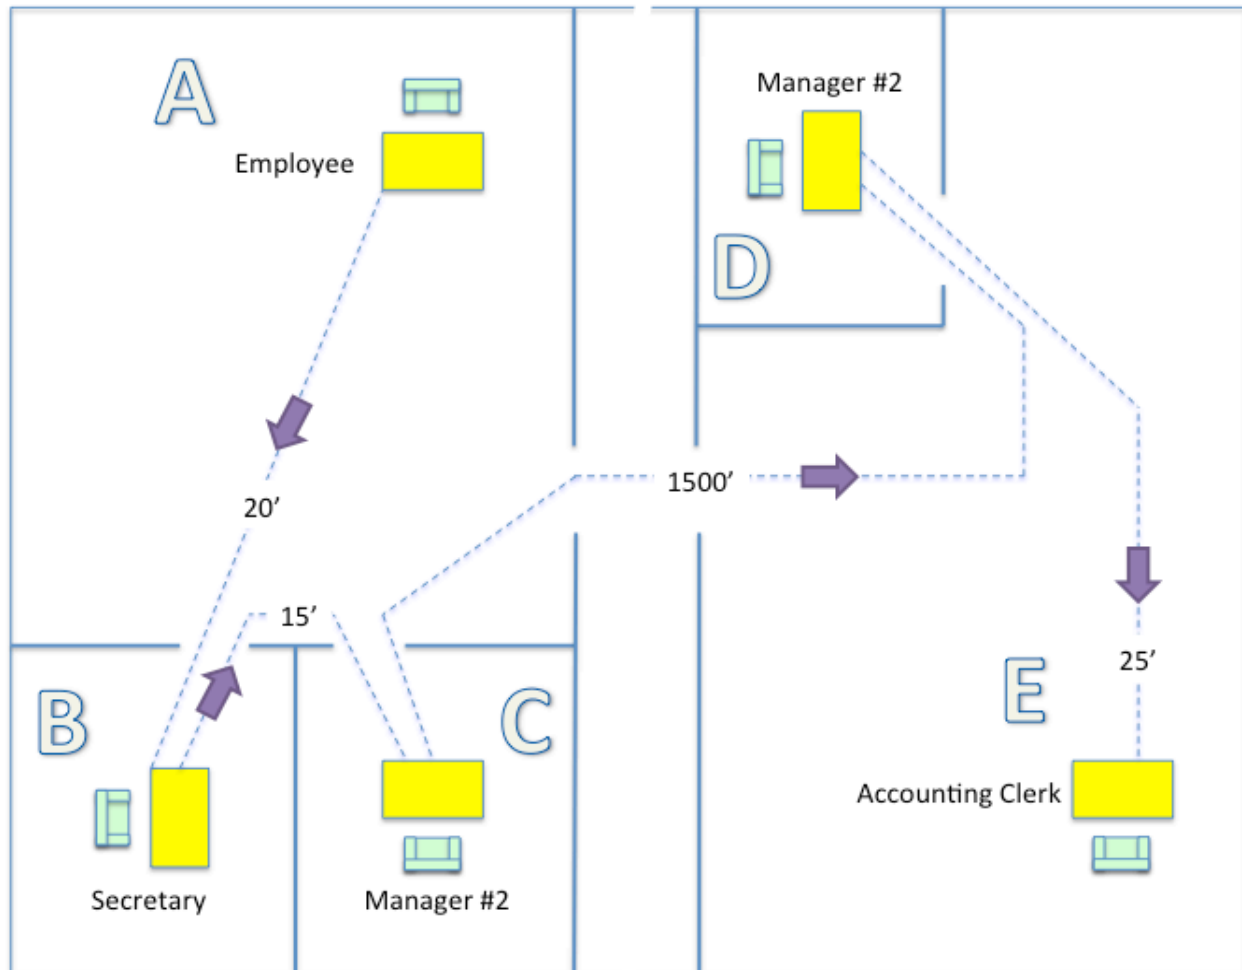 A
Manager #2
Employee
D
1500’
20’
15’
25’
E
B
C
Accounting Clerk
Secretary
Manager #2